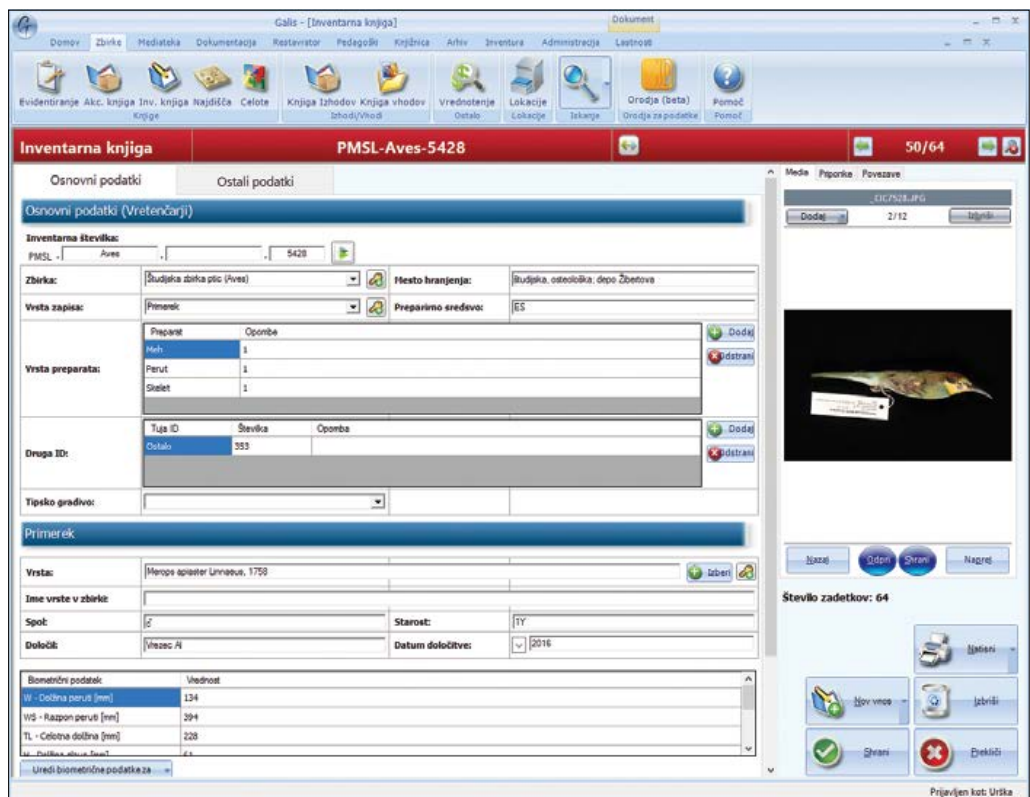 Galis - [Inventarna knjiga]
Dokument
Domov Zbirke Mediateka Dokumentacija Restavrator Pedagoški Knjižnica Arhiv Inventura Administracija Lastnosti
Evidentiranje Akc. knjiga Inv. knjiga Najdišča Celote Knjiga Izhodov Knjiga vhodov Vrednotenje Lokacije Orodja (beta) Pomoč
Knjige Izhodi/Vhodi Ostalo Lokacije Iskanje Orodja za podatke Pomoč
Inventarna knjiga PMSL-Aves-5428 50/64
Osnovni podatki Ostali podatki
Osnovni podatki (Vretenčarji)
Inventarna številka:
PMSL - Aves . . 5428
Zbirka: Študijska zbirka ptic (Aves) Mesto hranjenja: študijska, osteološka; depo Žibertova
Vrsta zapisa: Primerek Preparirno sredsvo: ES
Vrsta preparata:
Preparat Opomba
Meh 1
Perut 1
Skelet 1
Dodaj
Odstrani
Druga ID:
Tuja ID Številka Opomba
Ostalo 353
Dodaj
Odstrani
Tipsko gradivo:
Primerek
Vrsta: Merops apiaster Linnaeus, 1758 Izberi
Ime vrste v zbirki:
Spol: ♂ Starost: 1Y
Določil: Vrezec Al Datum določitve: 2016
Biometrični podatek Vrednost
W - Dolžina peruti [mm] 134
WS - Razpon peruti [mm] 394
TL - Celotna dolžina [mm] 228
Uredi biometrične podatke za
Media Priponke Povezave
_CIC7528.JPG
Dodaj 2/12 Izbriši
Nazaj Odpri Shrani Naprej
Število zadetkov: 64
Natisni
Nov vnos Izbriši
Shrani Prekliči
Prijavljen kot: Urška